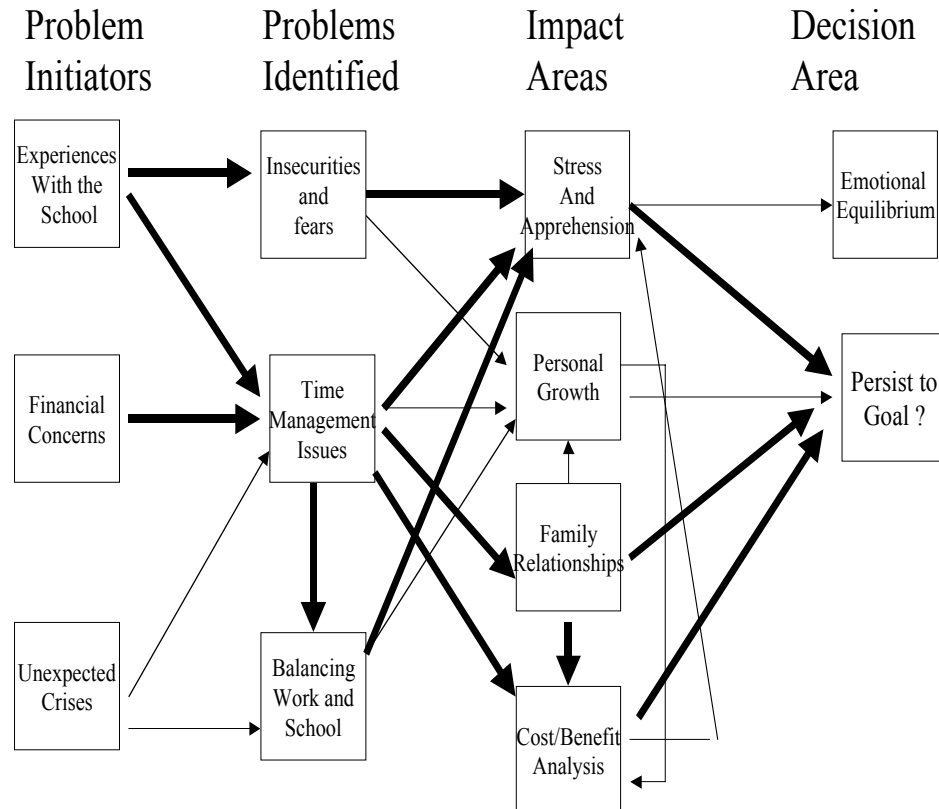 Problem
Initiators
Problems
Identified
Impact
Areas
Decision
Area
Experiences
With the
School
Insecurities
and
fears
Stress
And
Apprehension
Emotional
Equilibrium
Financial
Concerns
Time
Management
Issues
Personal
Growth
Persist to
Goal ?
Family
Relationships
Unexpected
Crises
Balancing
Work and
School
Cost/Benefit
Analysis